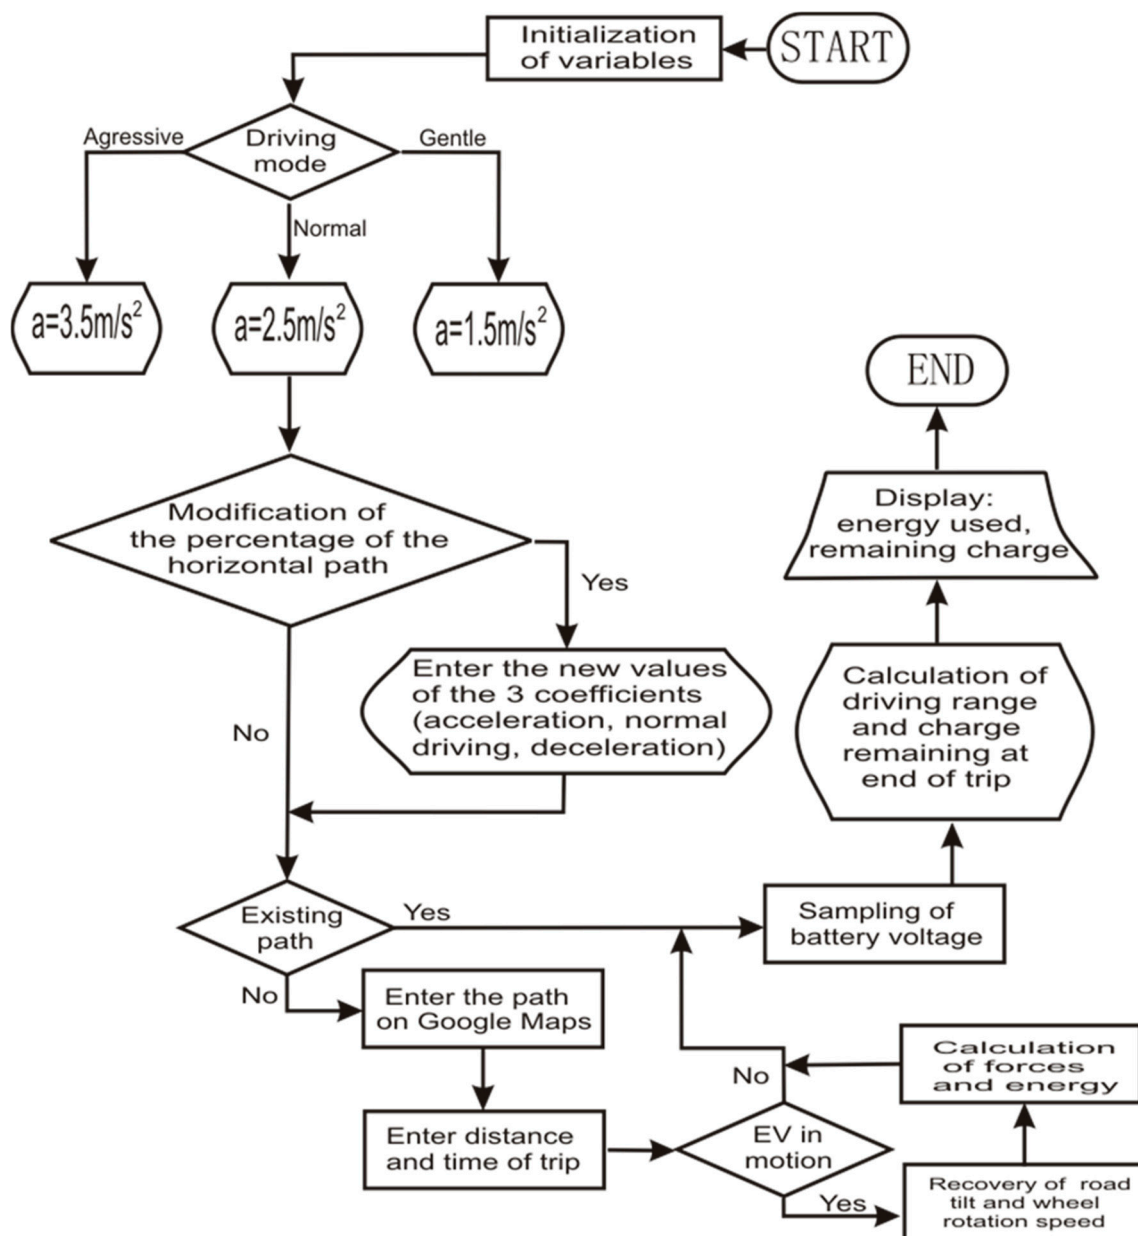 START
Initialization
of variables
Driving
mode
Agressive
Gentle
Normal
a=3.5m/s²
a=2.5m/s²
a=1.5m/s²
Modification of
the percentage of the
horizontal path
Yes
No
Enter the new values
of the 3 coefficients
(acceleration, normal
driving, deceleration)
Existing
path
Yes
No
Enter the path
on Google Maps
Enter distance
and time of trip
EV in
motion
No
Yes
Recovery of road
tilt and wheel
rotation speed
Calculation
of forces
and energy
Sampling of
battery voltage
Calculation of
driving range
and charge
remaining at
end of trip
Display:
energy used,
remaining charge
END